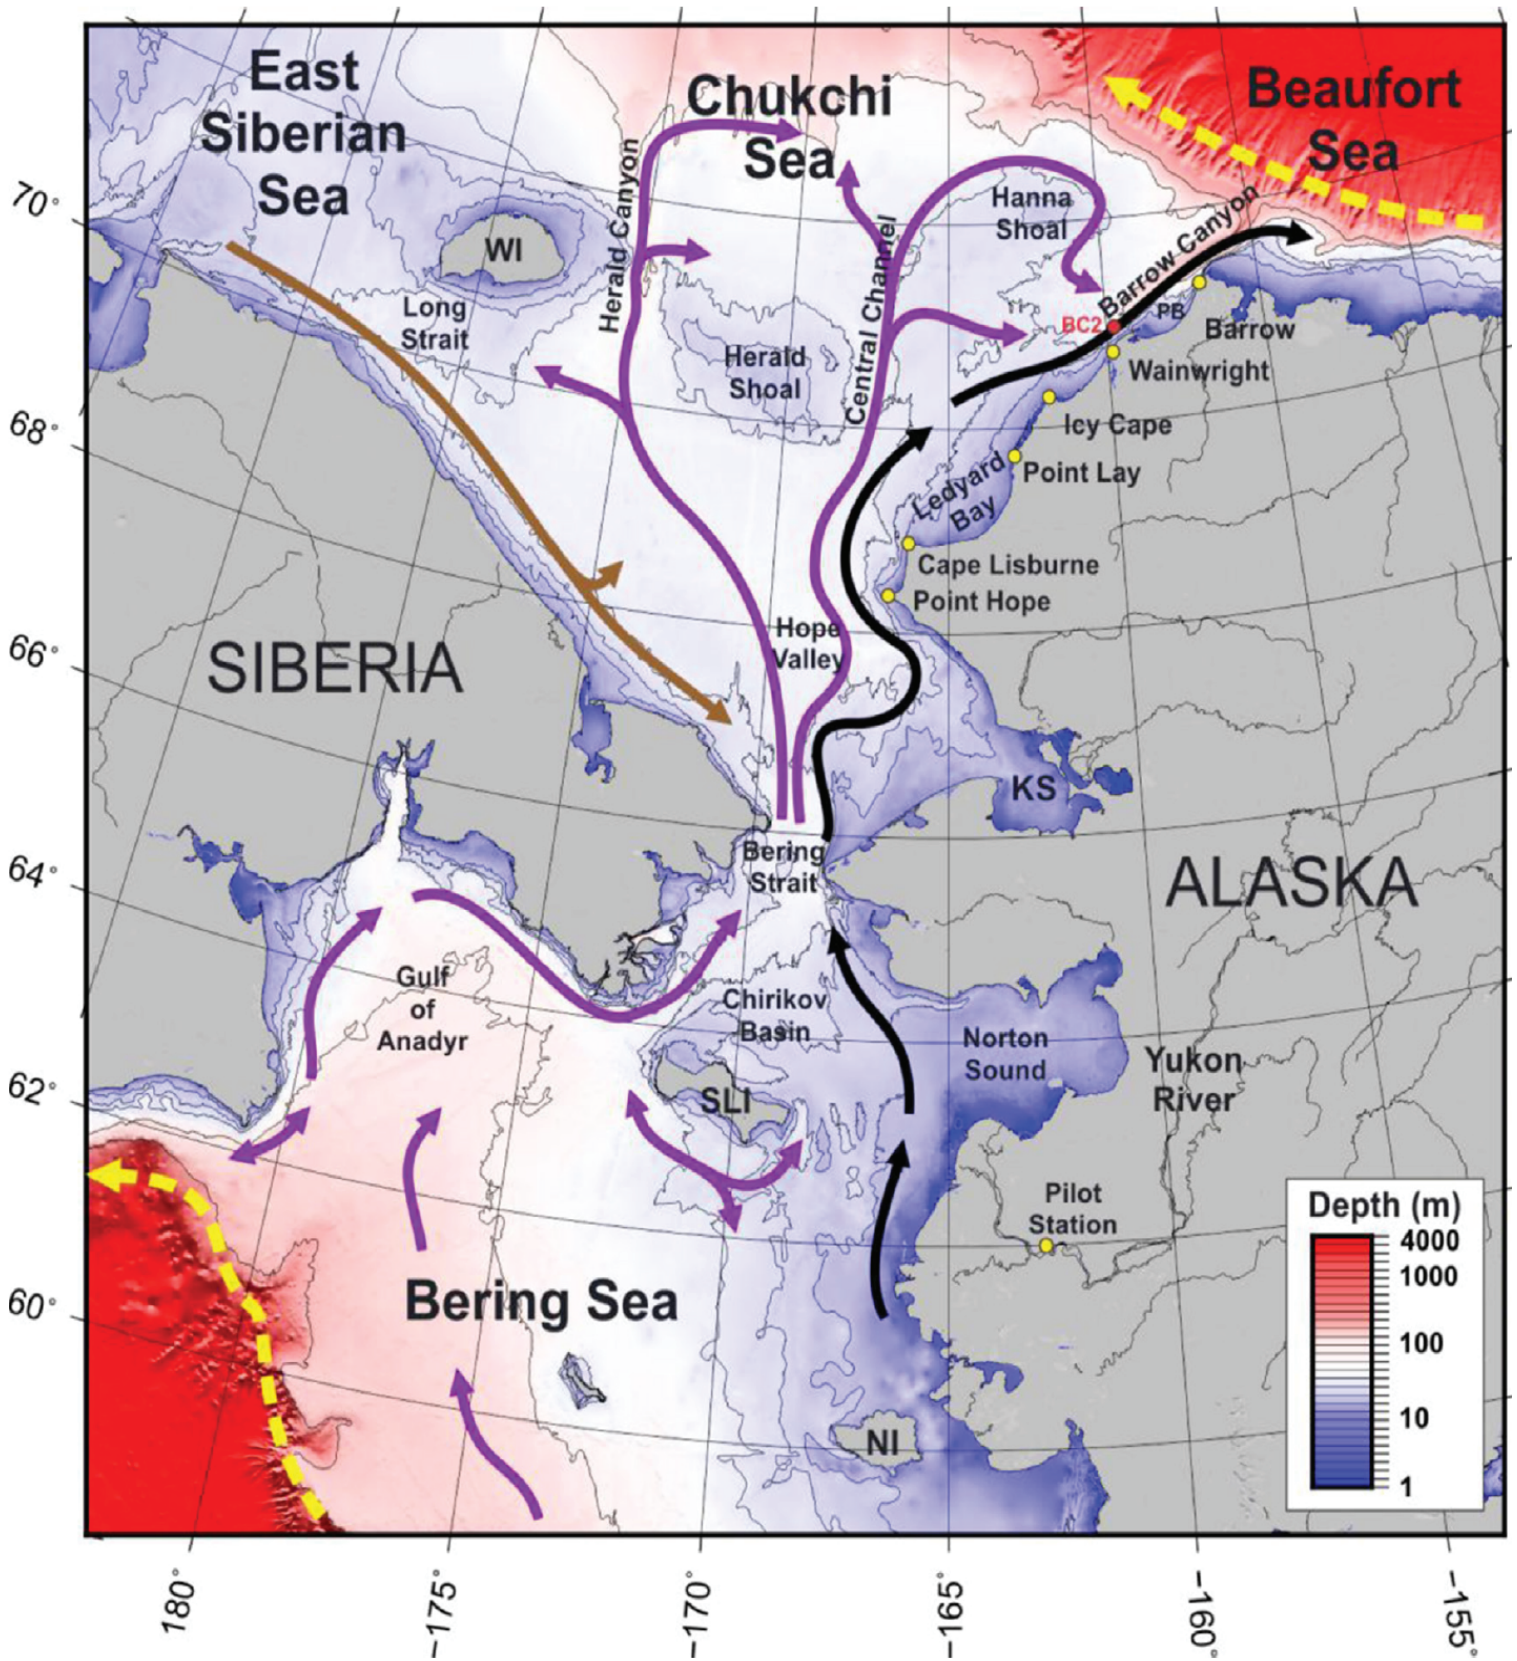 East
Siberian
Sea
Chukchi
Sea
Beaufort
Sea
70°
68°
66°
64°
62°
60°
WI
Long
Strait
Herald Canyon
Herald
Shoal
Central Channel
Hanna
Shoal
Barrow Canyon
BC2
PB
Barrow
Wainwright
Icy Cape
Point Lay
Ledyard
Bay
Cape Lisburne
Point Hope
Hope
Valley
SIBERIA
KS
Bering
Strait
ALASKA
Gulf
of
Anadyr
Chirikov
Basin
Norton
Sound
Yukon
River
SLI
Pilot
Station
Bering Sea
NI
Depth (m)
4000
1000
100
10
1
180°
-175°
-170°
-165°
-160°
-155°